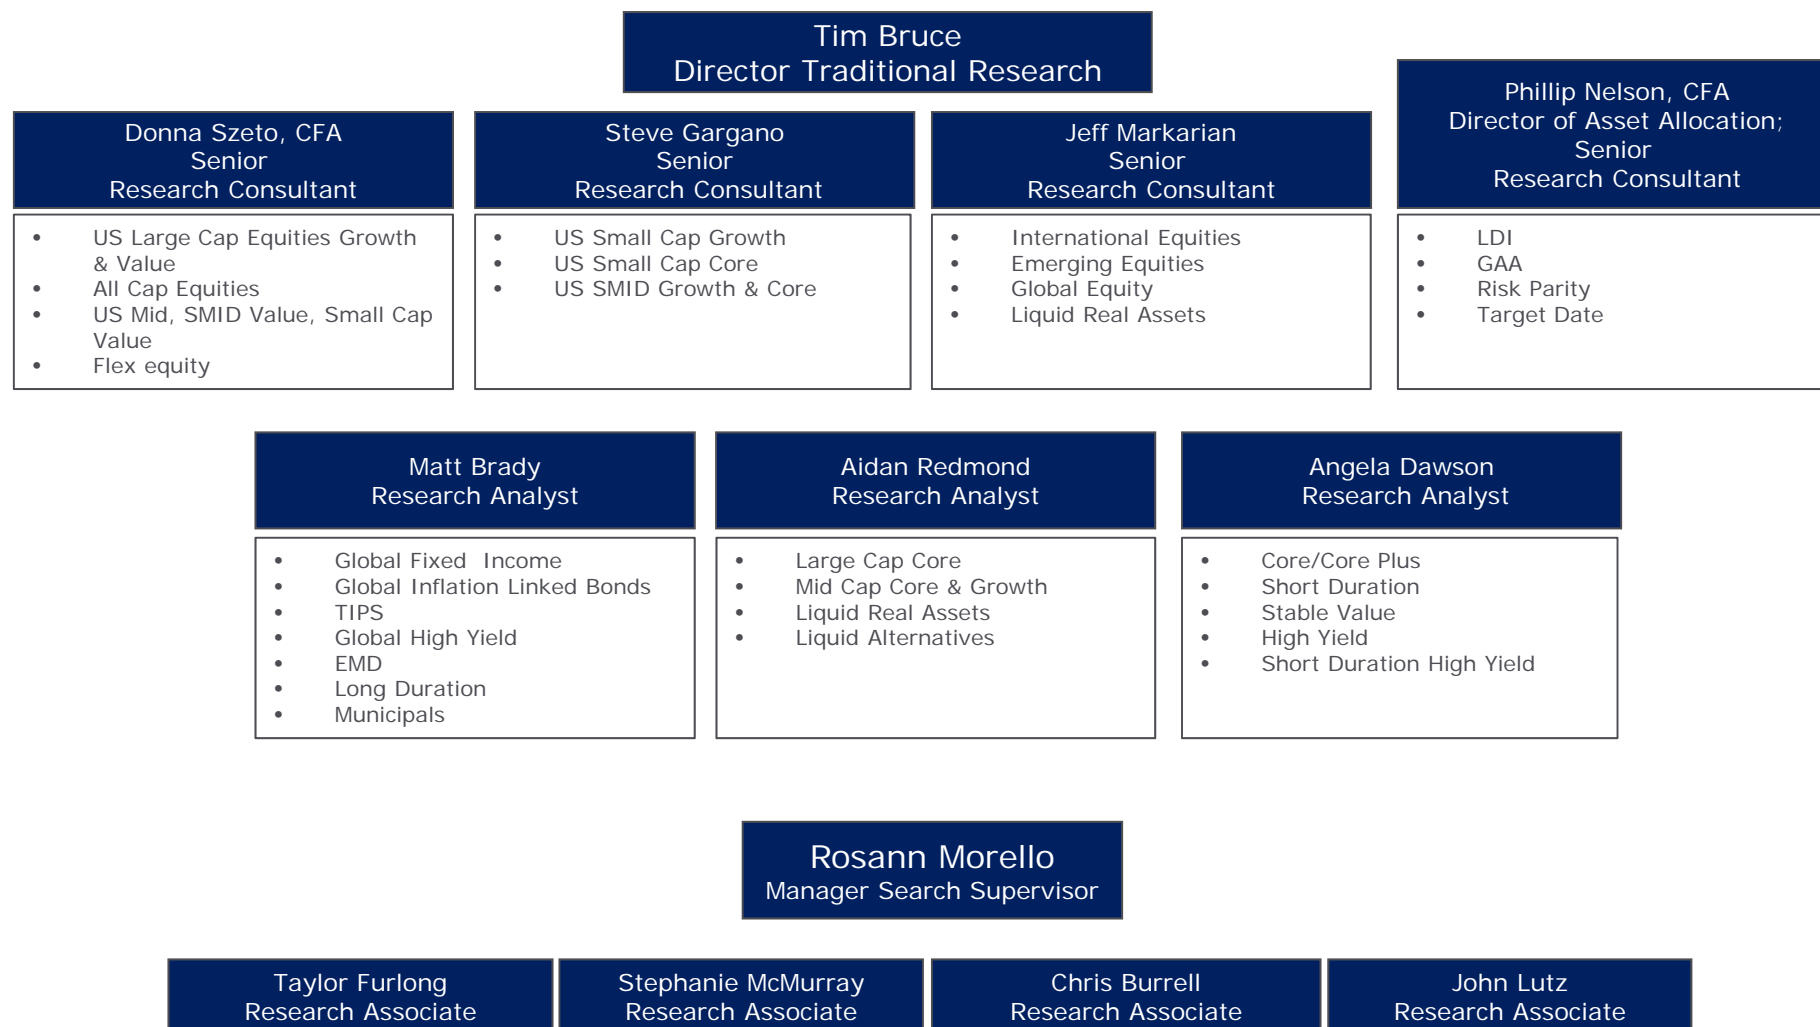 Tim Bruce
Director Traditional Research
Donna Szeto, CFA
Senior
Research Consultant
• US Large Cap Equities Growth
& Value
• All Cap Equities
• US Mid, SMID Value, Small Cap
Value
• Flex equity
Steve Gargano
Senior
Research Consultant
• US Small Cap Growth
• US Small Cap Core
• US SMID Growth & Core
Jeff Markarian
Senior
Research Consultant
• International Equities
• Emerging Equities
• Global Equity
• Liquid Real Assets
Phillip Nelson, CFA
Director of Asset Allocation;
Senior
Research Consultant
• LDI
• GAA
• Risk Parity
• Target Date
Matt Brady
Research Analyst
• Global Fixed  Income
• Global Inflation Linked Bonds
• TIPS
• Global High Yield
• EMD
• Long Duration
• Municipals
Aidan Redmond
Research Analyst
• Large Cap Core
• Mid Cap Core & Growth
• Liquid Real Assets
• Liquid Alternatives
Angela Dawson
Research Analyst
• Core/Core Plus
• Short Duration
• Stable Value
• High Yield
• Short Duration High Yield
Rosann Morello
Manager Search Supervisor
Taylor Furlong
Research Associate
Stephanie McMurray
Research Associate
Chris Burrell
Research Associate
John Lutz
Research Associate